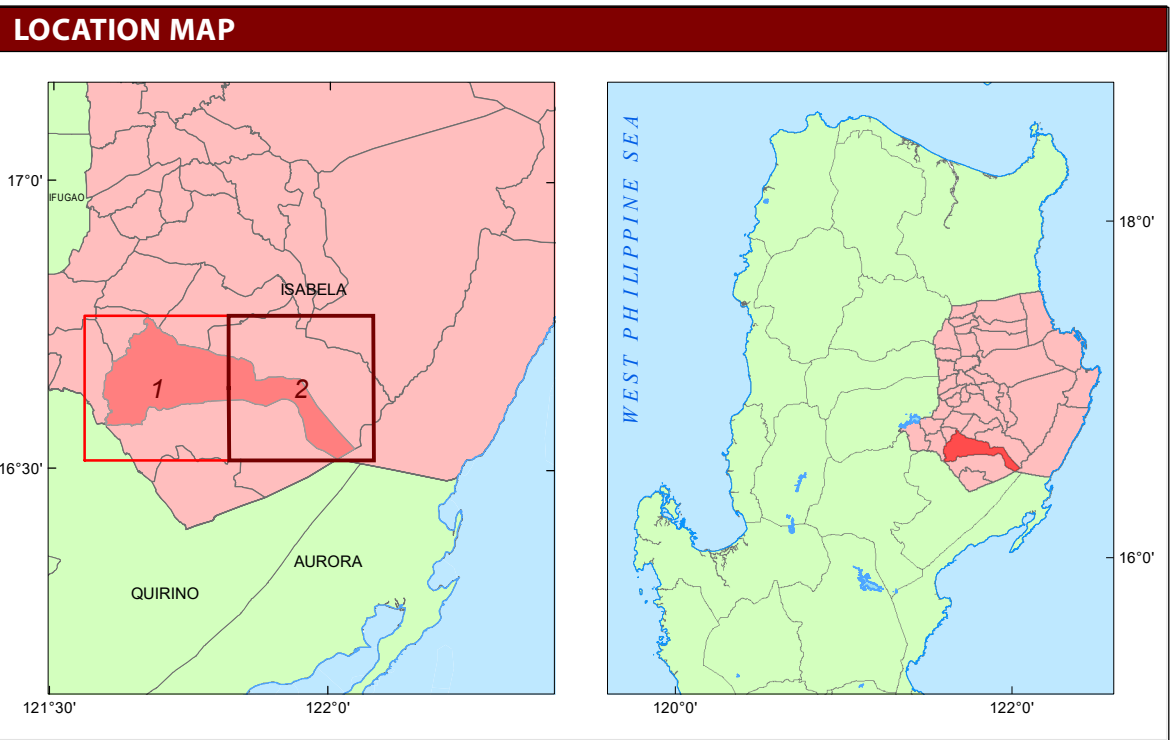 LOCATION MAP
17°0'
IFUGAO
ISABELA
1
2
16°30'
AURORA
QUIRINO
121°30'
122°0'
WEST PHILIPPINE SEA
18°0'
16°0'
120°0'
122°0'